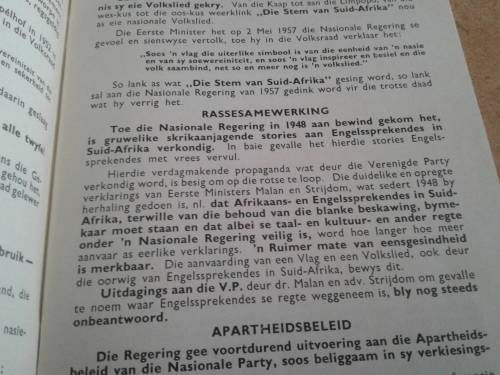 nis sy eie Volkslied gekry. Van die Kaap tot aan die Limpopo, van die
wes-kus tot die oos-kus weerklink „Die Stem van Suid-Afrika” nou
as eie nasionale Volkslied.
Die Eerste Minister het op 2 Mei 1957 die Nasionale Regering se
gevoel en sienswyse vertolk, toe hy in die Volksraad verklaar het:
„Soos 'n vlag die uiterlike simbool is van die eenheid van 'n nasie
en van sy soewereiniteit, en soos 'n vlag inspireer en besiel en die
volk saambind, net so en meer nog is 'n volkslied.”
So lank as wat „Die Stem van Suid-Afrika” gesing word, so lank
sal aan die Nasionale Regering van 1957 gedink word vir die trotse daad
wat hy verrig het.
RASSESAMEWERKING
Toe die Nasionale Regering in 1948 aan bewind gekom het,
is gruwelike skrikaanjagende stories aan Engelssprekendes in
Suid-Afrika verkondig. In baie gevalle het hierdie stories Engels-
sprekendes met vrees vervul.
Hierdie verdagmakende propaganda wat deur die Verenigde Party
verkondig word, is besig om op die rotse te loop. Die duidelike en opregte
verklarings van Eerste Ministers Malan en Strijdom, wat sedert 1948 by
herhaling gedoen is, nl. dat Afrikaans- en Engelssprekendes in Suid-
Afrika, terwille van die behoud van die blanke beskawing, byme-
kaar moet staan en dat albei se taal- en kultuur- en ander regte
onder 'n Nasionale Regering veilig is, word hoe langer hoe meer
aanvaar as eerlike verklarings. 'n Ruimer mate van eensgesindheid
is merkbaar. Die aanvaarding van een Vlag en een Volkslied, ook deur
die oorwig van Engelssprekendes in Suid-Afrika, bewys dit.
Uitdagings aan die V.P. deur dr. Malan en adv. Strijdom om gevalle
te noem waar Engelssprekendes se regte weggeneem is, bly nog steeds
onbeantwoord.
APARTHEIDSBELEID
Die Regering gee voortdurend uitvoering aan die Apartheids-
beleid van die Nasionale Party, soos beliggaam in sy verkiesings-